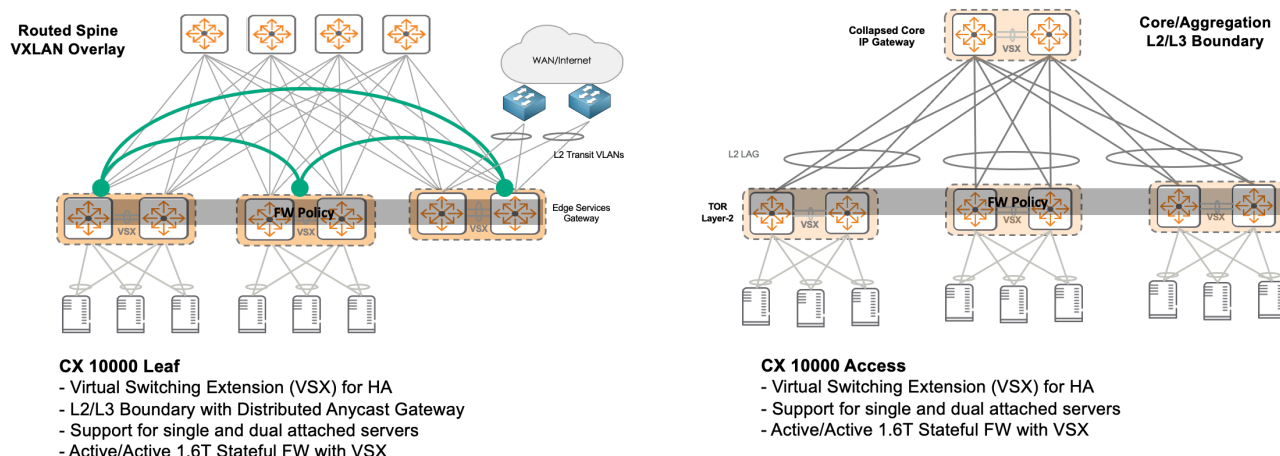 Routed Spine
VXLAN Overlay
WAN/Internet
L2 Transit VLANs
FW Policy
VSX
VSX
VSX
Edge Services
Gateway
CX 10000 Leaf
- Virtual Switching Extension (VSX) for HA
- L2/L3 Boundary with Distributed Anycast Gateway
- Support for single and dual attached servers
- Active/Active 1.6T Stateful FW with VSX
Collapsed Core
IP Gateway
VSX
Core/Aggregation
L2/L3 Boundary
L2 LAG
TOR
Layer-2
FW Policy
VSX
VSX
VSX
CX 10000 Access
- Virtual Switching Extension (VSX) for HA
- Support for single and dual attached servers
- Active/Active 1.6T Stateful FW with VSX